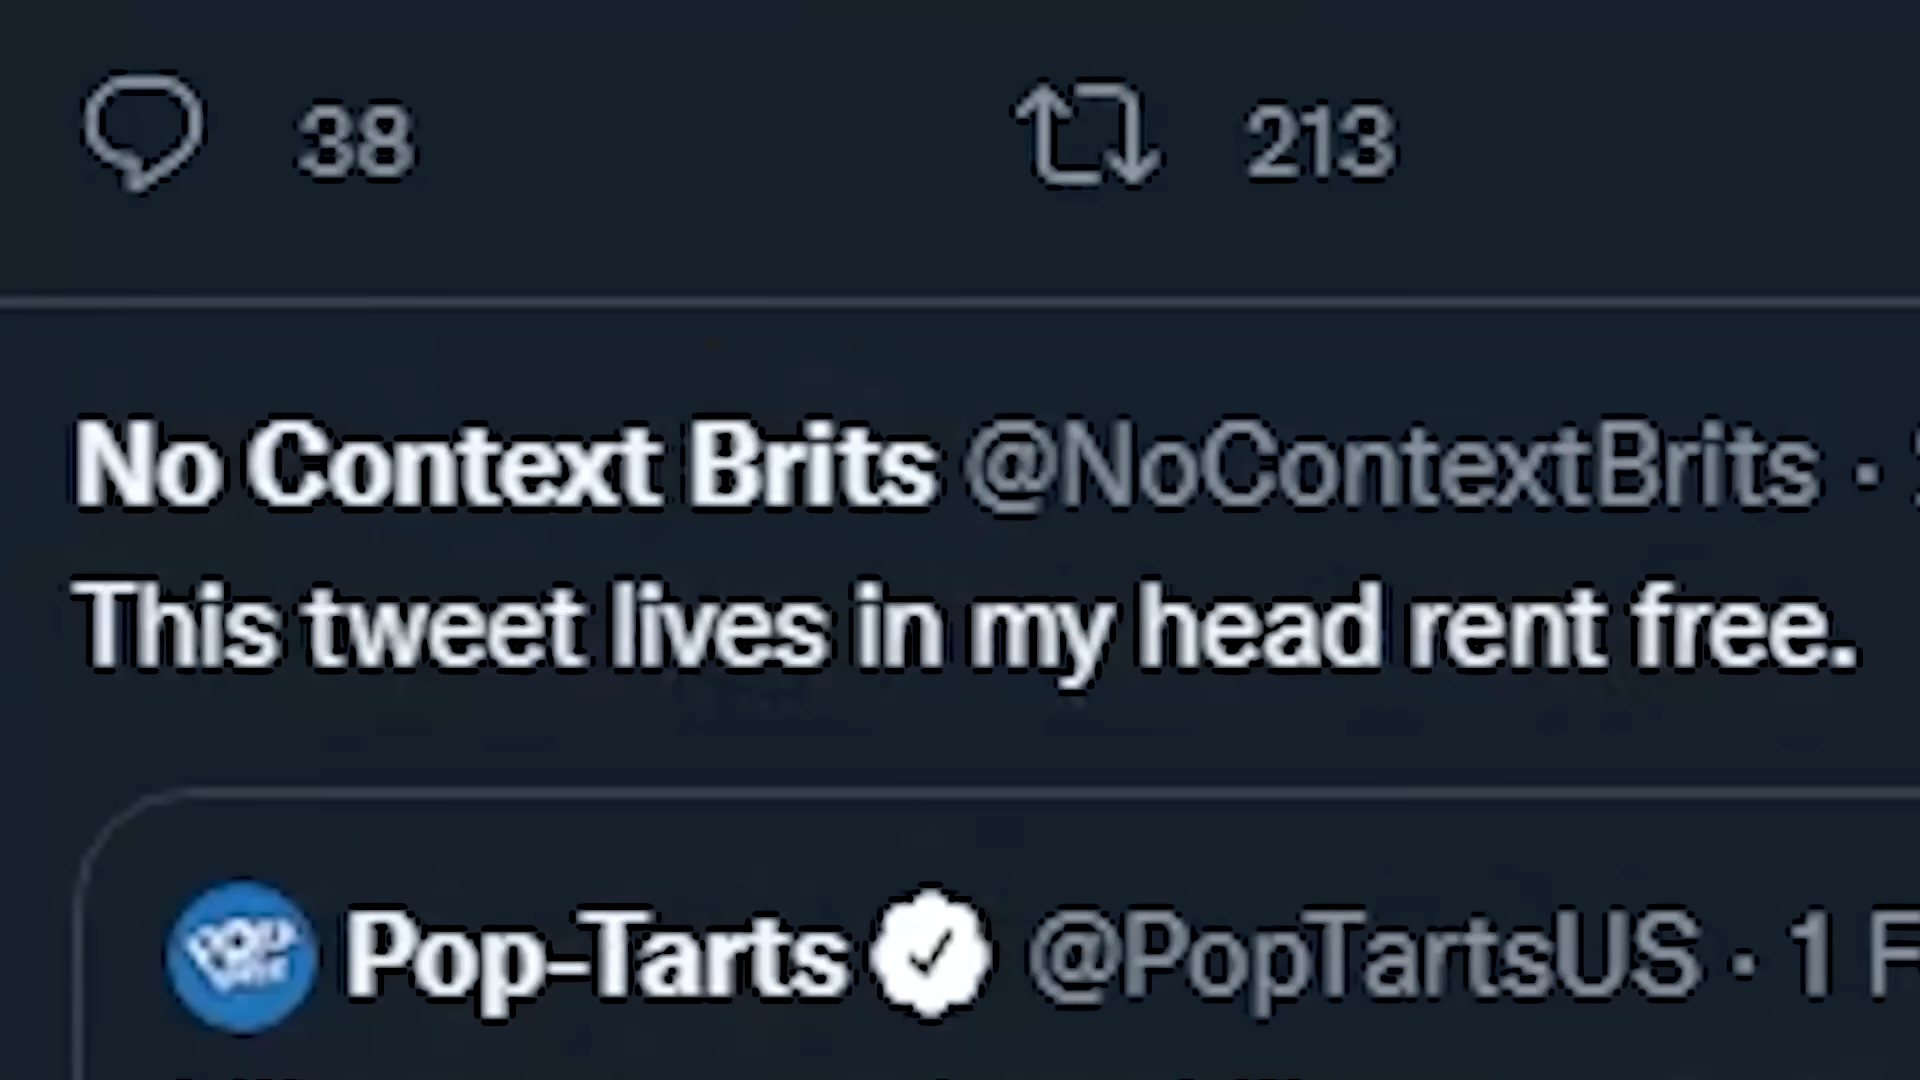 38 213
No Context Brits @NoContextBrits ·
This tweet lives in my head rent free.
Pop-Tarts @PopTartsUS · 1 F